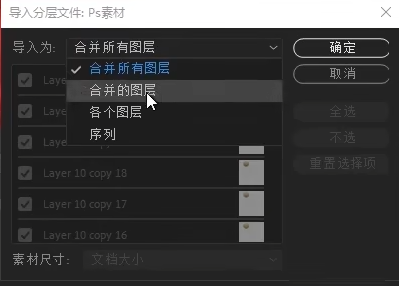 导入分层文件: Ps素材
导入为: 合并所有图层
确定
合并所有图层
取消
合并的图层
各个图层
全选
序列
不选
Layer 10 copy 18
重置选择项
Layer 10 copy 17
Layer 10 copy 16
素材尺寸: 文档大小